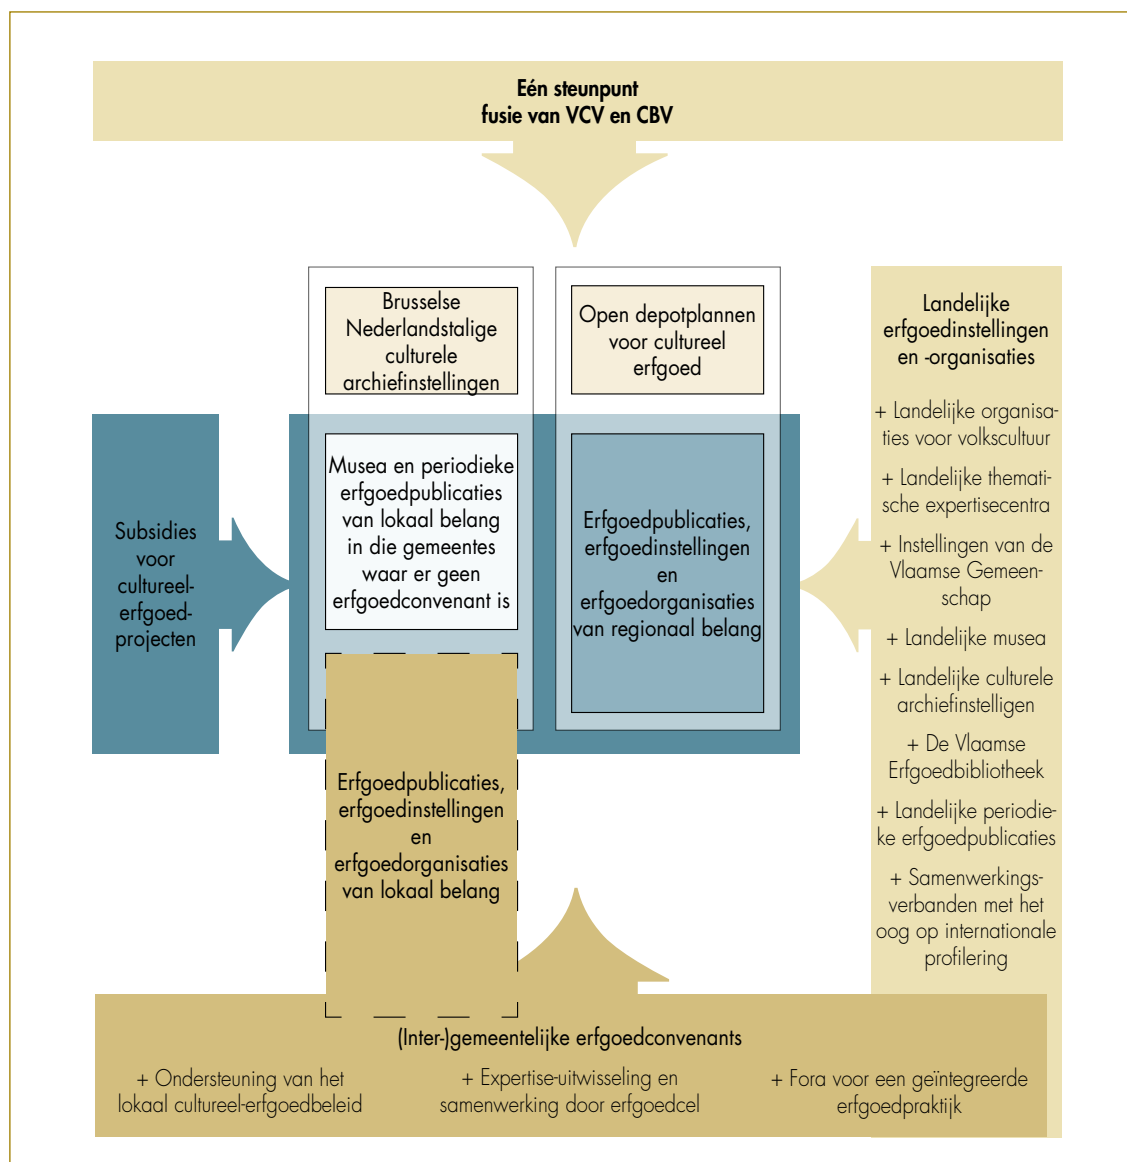 Eén steunpunt
fusie van VCV en CBV
Brusselse
Nederlandstalige
culturele
archiefinstellingen
Open depotplannen
voor cultureel
erfgoed
Subsidies
voor
cultureel-
erfgoed-
projecten
Musea en periodieke
erfgoedpublicaties
van lokaal belang
in die gemeentes
waar er geen
erfgoedconvenant is
Erfgoedpublicaties,
erfgoedinstellingen
en
erfgoedorganisaties
van regionaal belang
Landelijke
erfgoedinstellingen
en -organisaties
+ Landelijke organisa-
ties voor volkscultuur
+ Landelijke themati-
sche expertisecentra
+ Instellingen van de
Vlaamse Gemeen-
schap
+ Landelijke musea
+ Landelijke culturele
archiefinstelligen
+ De Vlaamse
Erfgoedbibliotheek
+ Landelijke periodie-
ke erfgoedpublicaties
+ Samenwerkings-
verbanden met het
oog op internationale
profilering
Erfgoedpublicaties,
erfgoedinstellingen
en
erfgoedorganisaties
van lokaal belang
(Inter-)gemeentelijke erfgoedconvenants
+ Ondersteuning van het
lokaal cultureel-erfgoedbeleid
+ Expertise-uitwisseling en
samenwerking door erfgoedcel
+ Fora voor een geïntegreerde
erfgoedpraktijk